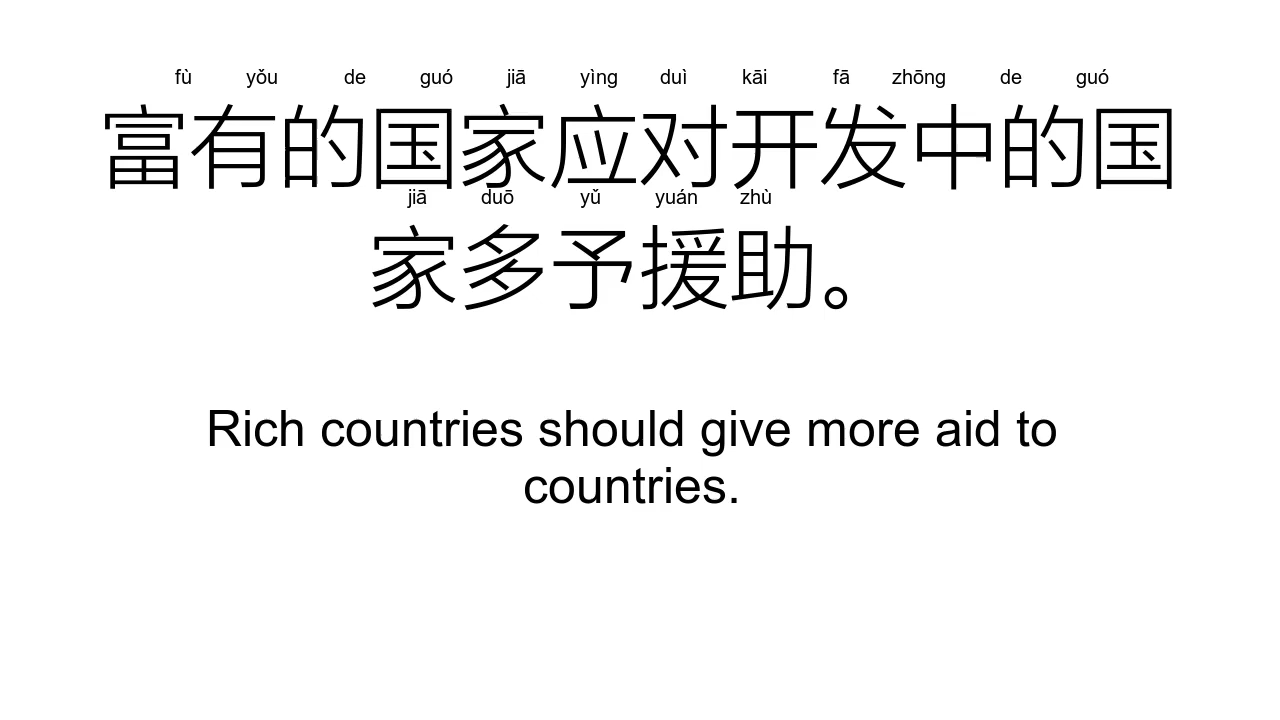 fù yǒu de guó jiā yìng duì kāi fā zhōng de guó
富有的国家应对开发中的国
jiā duō yǔ yuán zhù
家多予援助。
Rich countries should give more aid to
countries.